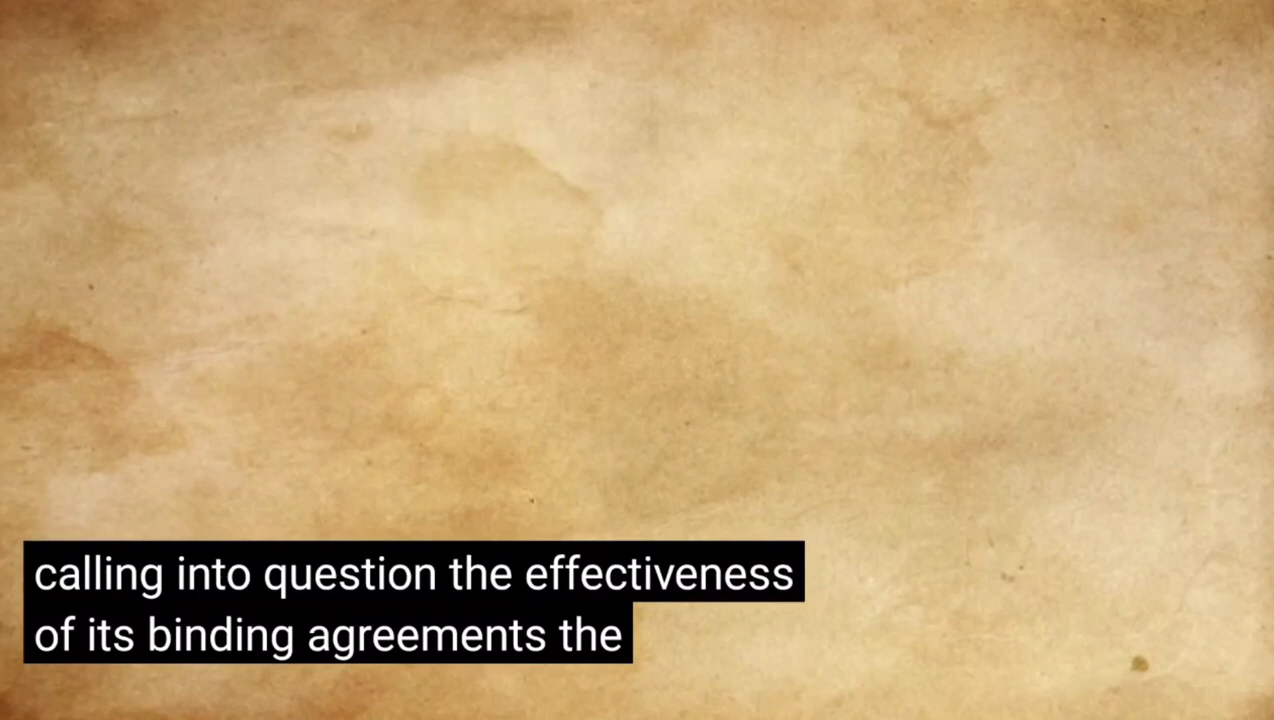 calling into question the effectiveness
of its binding agreements the